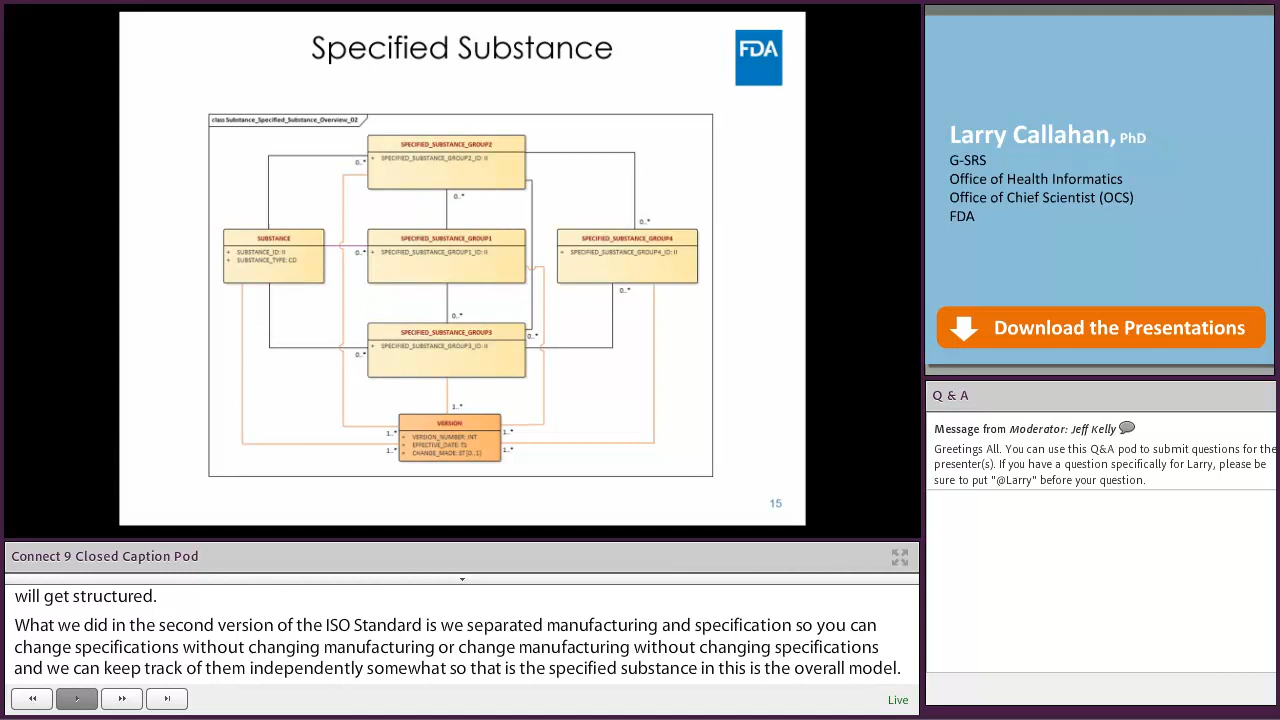 Specified Substance
FDA
class Substance_Specified_Substance_Overview_02
SPECIFIED_SUBSTANCE_GROUP2
+ SPECIFIED_SUBSTANCE_GROUP2_ID: II
0..*
0..*
0..*
SUBSTANCE
+ SUBSTANCE_ID: II
+ SUBSTANCE_TYPE: CD
0..*
SPECIFIED_SUBSTANCE_GROUP1
+ SPECIFIED_SUBSTANCE_GROUP1_ID: II
SPECIFIED_SUBSTANCE_GROUP4
+ SPECIFIED_SUBSTANCE_GROUP4_ID: II
0..*
0..*
SPECIFIED_SUBSTANCE_GROUP3
+ SPECIFIED_SUBSTANCE_GROUP3_ID: II
0..*
0..*
1..*
VERSION
+ VERSION_NUMBER: INT
+ EFFECTIVE_DATE: TS
+ CHANGE_MADE: ST [0..1]
1..*
1..*
1..*
1..*
15
Larry Callahan, PhD
G-SRS
Office of Health Informatics
Office of Chief Scientist (OCS)
FDA
Download the Presentations
Q & A
Message from Moderator: Jeff Kelly
Greetings All. You can use this Q&A pod to submit questions for the
presenter(s). If you have a question specifically for Larry, please be
sure to put "@Larry" before your question.
Connect 9 Closed Caption Pod
will get structured.
What we did in the second version of the ISO Standard is we separated manufacturing and specification so you can
change specifications without changing manufacturing or change manufacturing without changing specifications
and we can keep track of them independently somewhat so that is the specified substance in this is the overall model.
Live